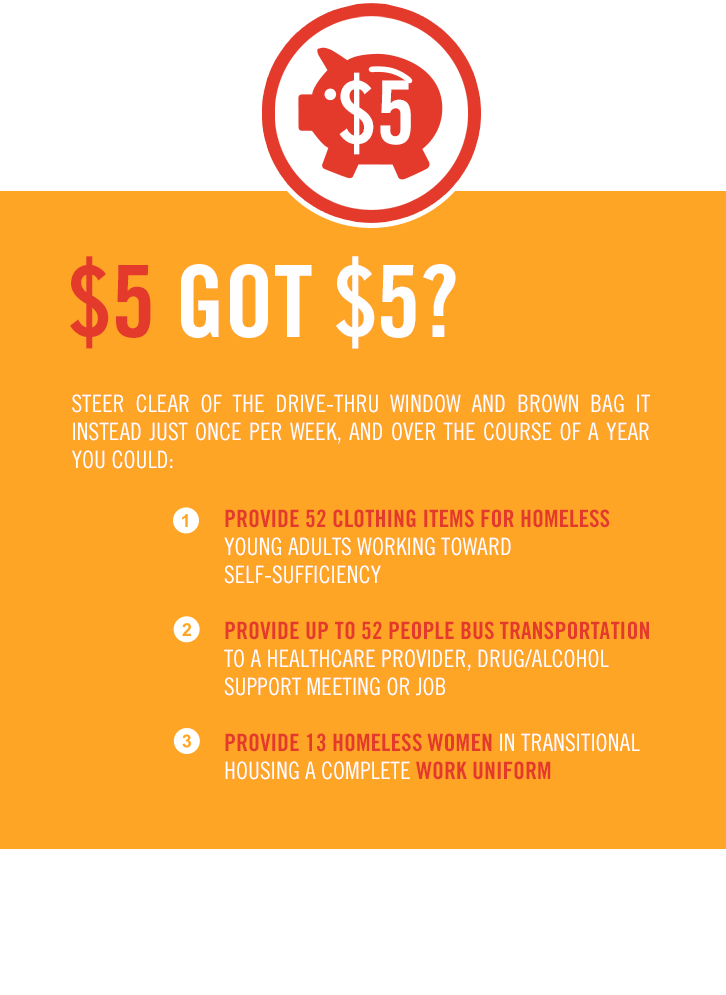 $5
$5 GOT $5?
STEER CLEAR OF THE DRIVE-THRU WINDOW AND BROWN BAG IT
INSTEAD JUST ONCE PER WEEK, AND OVER THE COURSE OF A YEAR
YOU COULD:
1 PROVIDE 52 CLOTHING ITEMS FOR HOMELESS
YOUNG ADULTS WORKING TOWARD
SELF-SUFFICIENCY
2 PROVIDE UP TO 52 PEOPLE BUS TRANSPORTATION
TO A HEALTHCARE PROVIDER, DRUG/ALCOHOL
SUPPORT MEETING OR JOB
3 PROVIDE 13 HOMELESS WOMEN IN TRANSITIONAL
HOUSING A COMPLETE WORK UNIFORM